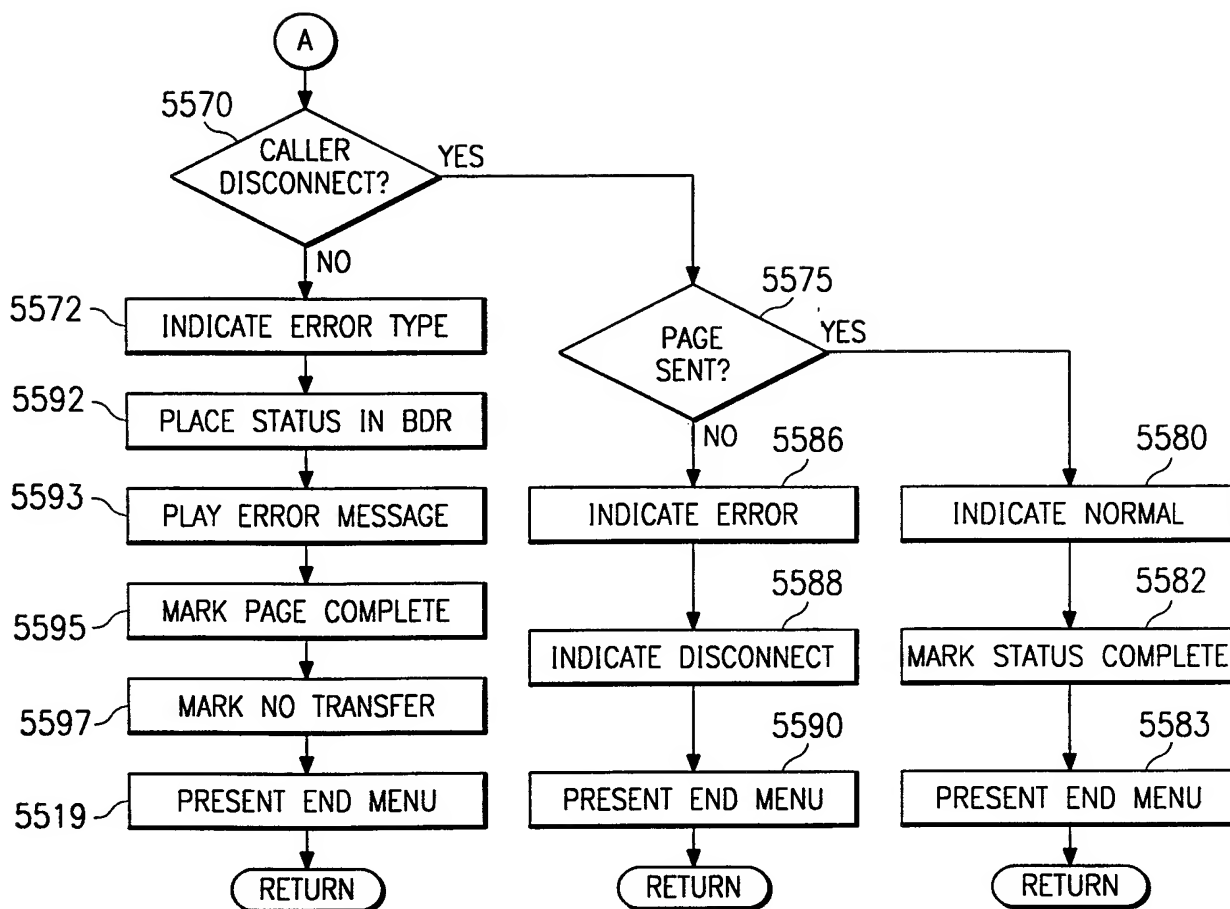 A
5570
CALLER
DISCONNECT?
YES
NO
5572
INDICATE ERROR TYPE
5592
PLACE STATUS IN BDR
5593
PLAY ERROR MESSAGE
5595
MARK PAGE COMPLETE
5597
MARK NO TRANSFER
5519
PRESENT END MENU
RETURN
5575
PAGE
SENT?
YES
NO
5586
INDICATE ERROR
5588
INDICATE DISCONNECT
5590
PRESENT END MENU
RETURN
5580
INDICATE NORMAL
5582
MARK STATUS COMPLETE
5583
PRESENT END MENU
RETURN